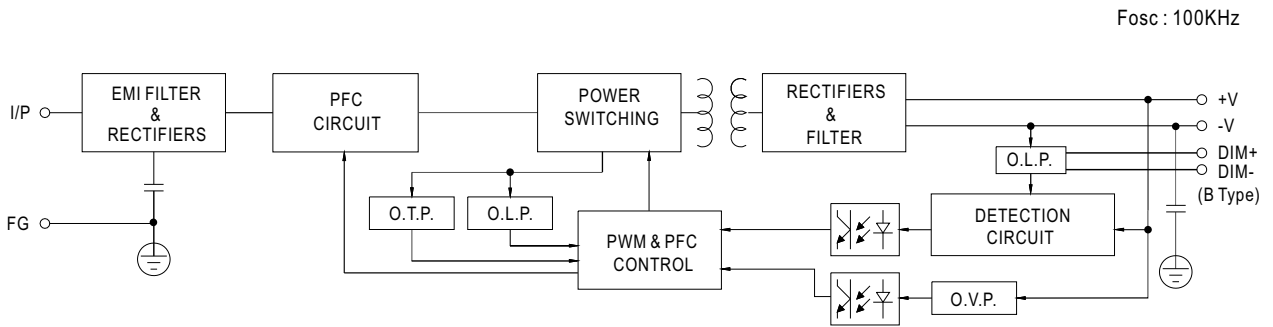 Fosc : 100KHz
I/P
EMI FILTER
&
RECTIFIERS
PFC
CIRCUIT
POWER
SWITCHING
RECTIFIERS
&
FILTER
+V
-V
DIM+
DIM-
(B Type)
O.L.P.
FG
O.T.P.
O.L.P.
PWM & PFC
CONTROL
DETECTION
CIRCUIT
O.V.P.